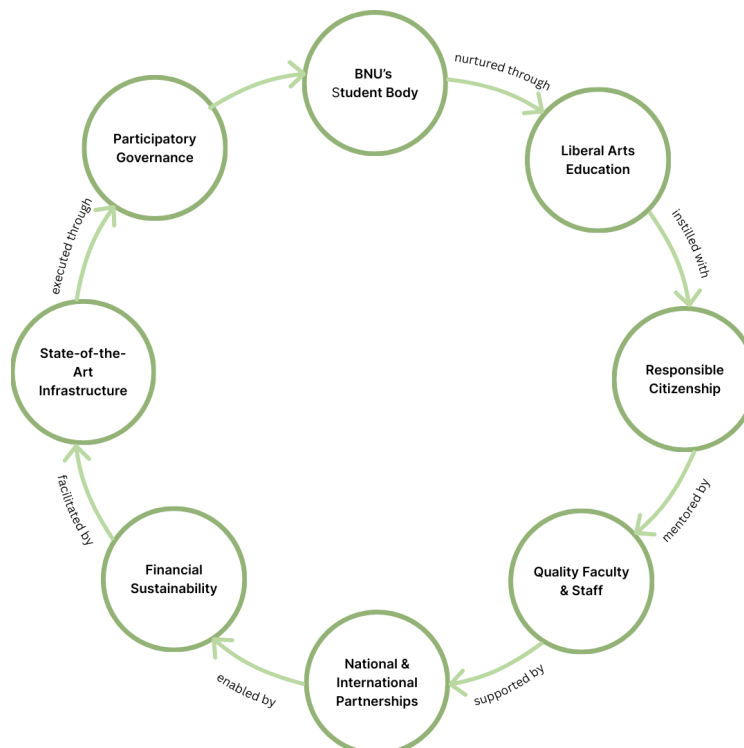 BNU's
Student Body
nurtured through
Liberal Arts
Education
instilled with
Responsible
Citizenship
mentored by
Quality Faculty
& Staff
supported by
National &
International
Partnerships
enabled by
Financial
Sustainability
facilitated by
State-of-the-
Art
Infrastructure
executed through
Participatory
Governance